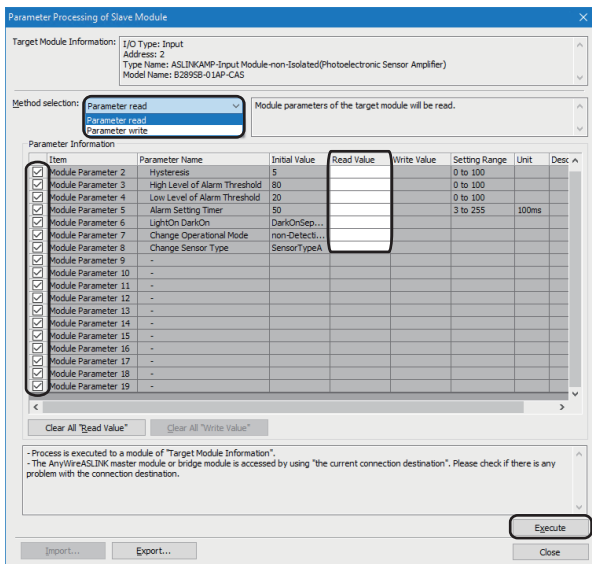 Parameter Processing of Slave Module
Target Module Information:
I/O Type: Input
Address: 2
Type Name: ASLINKAMP-Input Module-non-Isolated(Photoelectric Sensor Amplifier)
Model Name: B289SB-01AP-CAS
Method selection: Parameter read
Parameter read
Parameter write
Module parameters of the target module will be read.
Parameter Information
Item Parameter Name Initial Value Read Value Write Value Setting Range Unit Desc
Module Parameter 2 Hysteresis 5 0 to 100
Module Parameter 3 High Level of Alarm Threshold 80 0 to 100
Module Parameter 4 Low Level of Alarm Threshold 20 0 to 100
Module Parameter 5 Alarm Setting Timer 50 3 to 255 100ms
Module Parameter 6 LightOn DarkOn DarkOnSep...
Module Parameter 7 Change Operational Mode non-Detecti...
Module Parameter 8 Change Sensor Type SensorTypeA
Module Parameter 9 -
Module Parameter 10 -
Module Parameter 11 -
Module Parameter 12 -
Module Parameter 13 -
Module Parameter 14 -
Module Parameter 15 -
Module Parameter 16 -
Module Parameter 17 -
Module Parameter 18 -
Module Parameter 19 -
Clear All "Read Value" Clear All "Write Value"
- Process is executed to a module of "Target Module Information".
- The AnyWireASLINK master module or bridge module is accessed by using "the current connection destination". Please check if there is any
problem with the connection destination.
Execute
Import... Export... Close